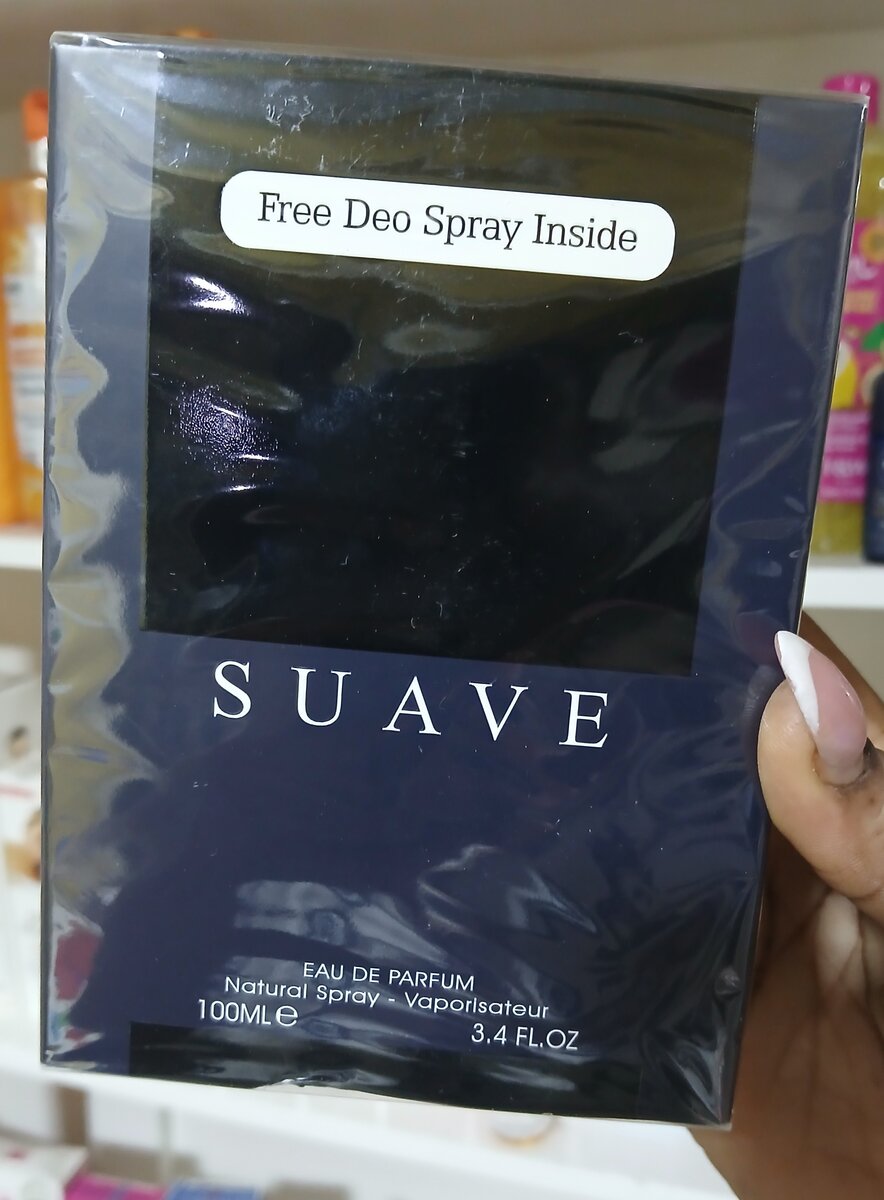 Free Deo Spray Inside
SUAVE
EAU DE PARFUM
Natural Spray - Vaporisateur
100ML e
3.4 FL.OZ